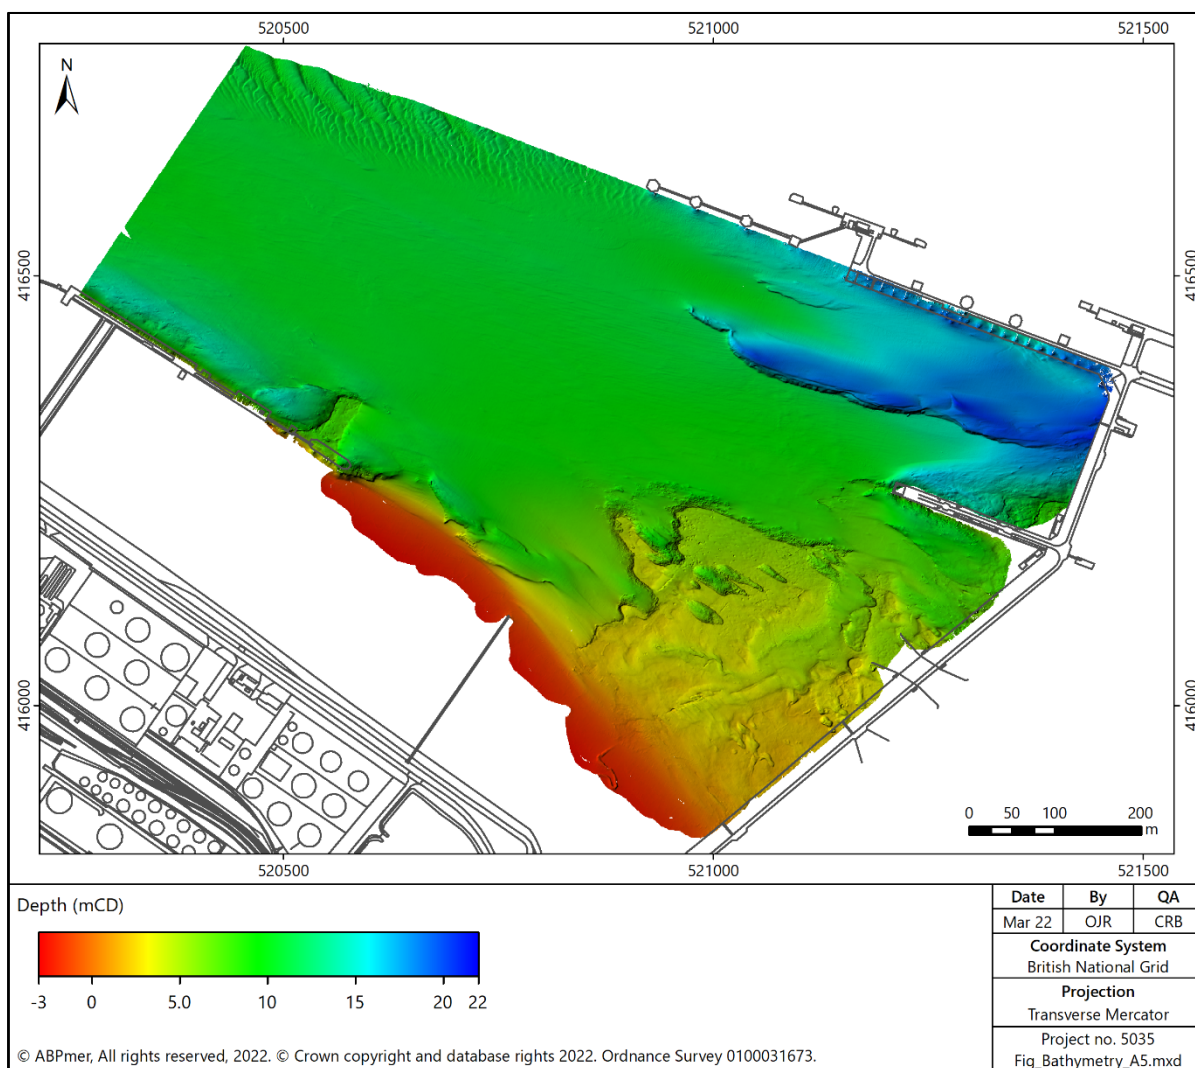 520500 521000 521500
N
416500 416500
416000 416000
0 50 100 200
m
520500 521000 521500
Depth (mCD)
-3 0 5.0 10 15 20 22
© ABPmer, All rights reserved, 2022. © Crown copyright and database rights 2022. Ordnance Survey 0100031673.
Date By QA
Mar 22 OJR CRB
Coordinate System
British National Grid
Projection
Transverse Mercator
Project no. 5035
Fig_Bathymetry_A5.mxd